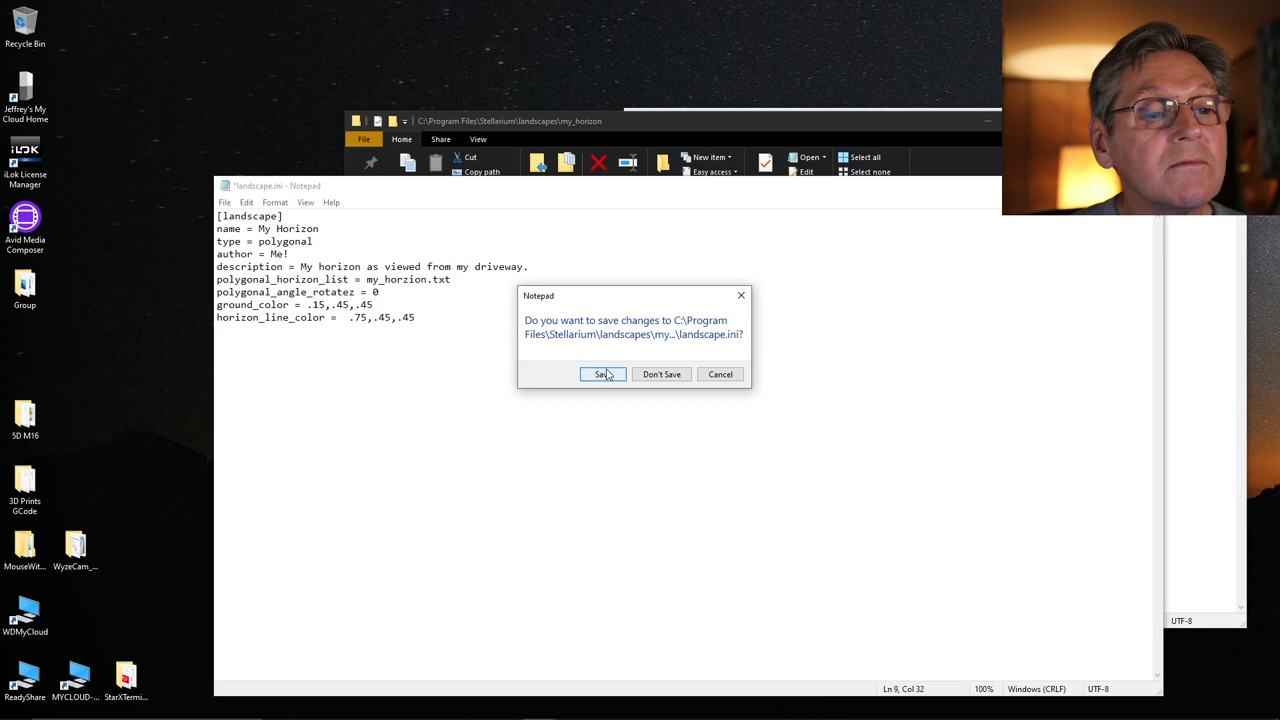 Recycle Bin
Jeffrey's My
Cloud Home
iLOK
iLok License
Manager
Avid Media
Composer
Group
5D M16
3D Prints
GCode
MouseWit...
WyzeCam_...
WDMyCloud
ReadyShare
MYCLOUD-...
StarXTermi...
C:\Program Files\Stellarium\landscapes\my_horizon
File
Home
Share
View
Cut
Copy path
New item
Easy access
Open
Edit
Select all
Select none
*landscape.ini - Notepad
File
Edit
Format
View
Help
[landscape]
name = My Horizon
type = polygonal
author = Me!
description = My horizon as viewed from my driveway.
polygonal_horizon_list = my_horzion.txt
polygonal_angle_rotatez = 0
ground_color = .15,.45,.45
horizon_line_color =  .75,.45,.45
Notepad
Do you want to save changes to C:\Program
Files\Stellarium\landscapes\my...\landscape.ini?
Save
Don't Save
Cancel
UTF-8
Ln 9, Col 32
100%
Windows (CRLF)
UTF-8